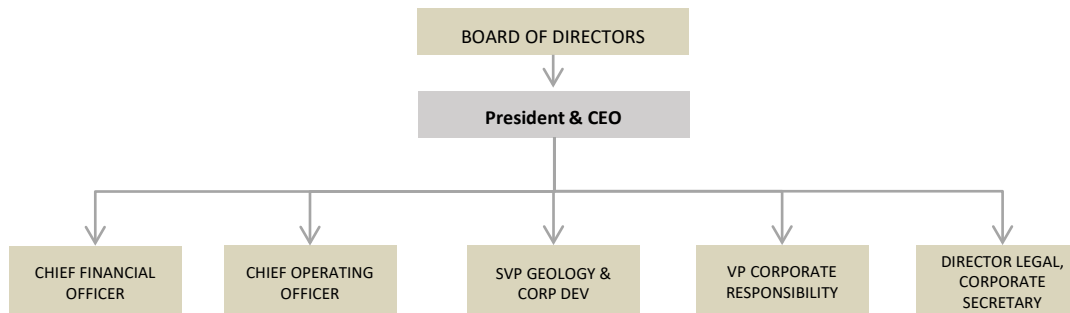 BOARD OF DIRECTORS
President & CEO
CHIEF FINANCIAL
OFFICER
CHIEF OPERATING
OFFICER
SVP GEOLOGY &
CORP DEV
VP CORPORATE
RESPONSIBILITY
DIRECTOR LEGAL,
CORPORATE
SECRETARY